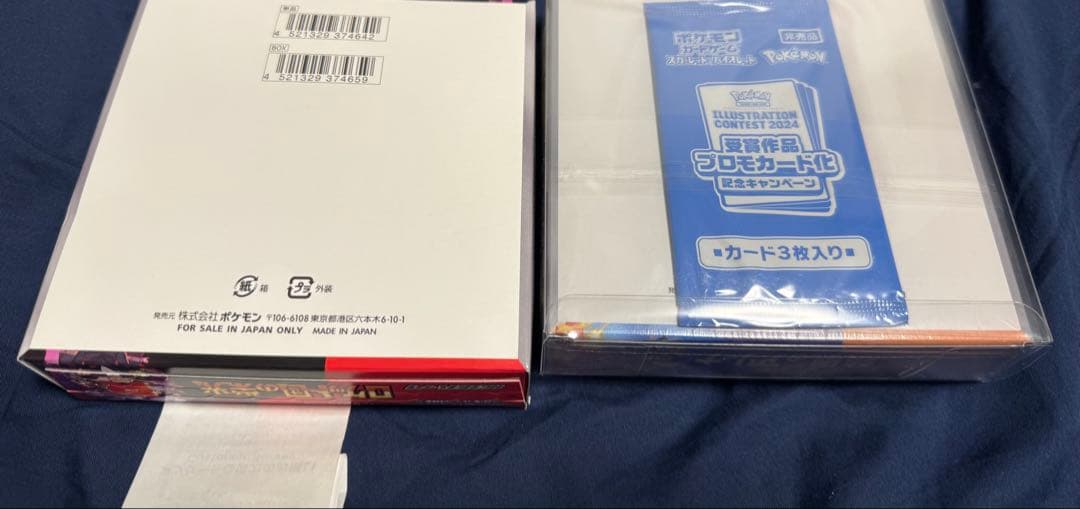 単品
4 521329 374642
BOX
4 521329 374659
紙 箱
プラ 外装
発売元 株式会社ポケモン 〒106-6108 東京都港区六本木6-10-1
FOR SALE IN JAPAN ONLY MADE IN JAPAN
ポケモン
カードゲーム
スカーレット&バイオレット
非売品
POKÉMON
POKÉMON
ILLUSTRATION
CONTEST 2024
受賞作品
プロモカード化
記念キャンペーン
■カード3枚入り■